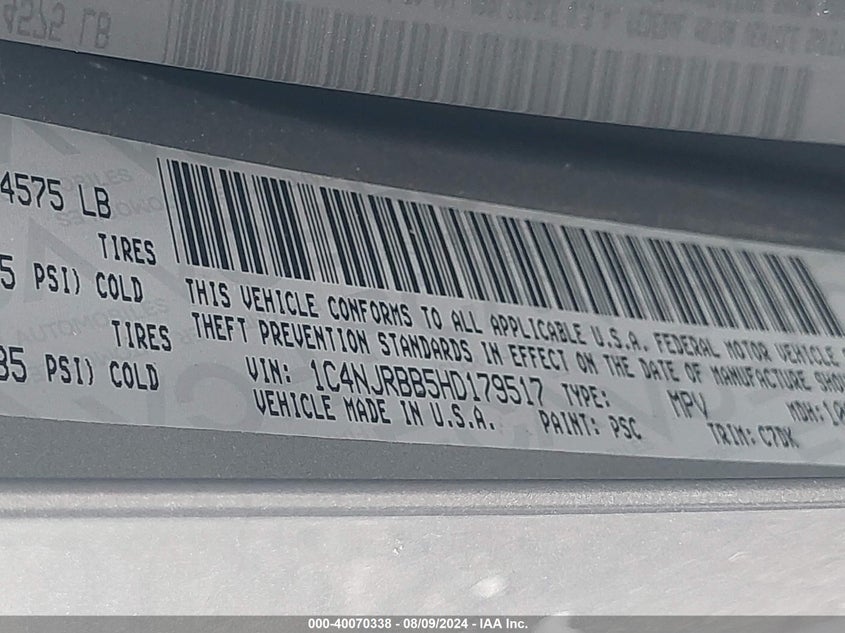 4575 LB
TIRES
5 PSI) COLD
TIRES
35 PSI) COLD
THIS VEHICLE CONFORMS TO ALL APPLICABLE U.S.A. FEDERAL MOTOR VEHICLE
THEFT PREVENTION STANDARDS IN EFFECT ON THE DATE OF MANUFACTURE SHO
VIN: 1C4NJRBB5HD179517 TYPE: MPV MDH:
VEHICLE MADE IN U.S.A. PAINT: PSC TRIM: C7DK
000-40070338 - 08/09/2024 - IAA Inc.